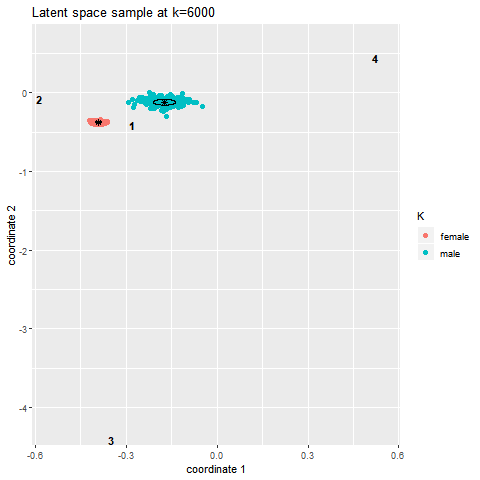 Latent space sample at k=6000
4
0
2
1
-1
-2
-3
-4
3
coordinate 2
-0.6
-0.3
0.0
0.3
0.6
coordinate 1
K
female
male